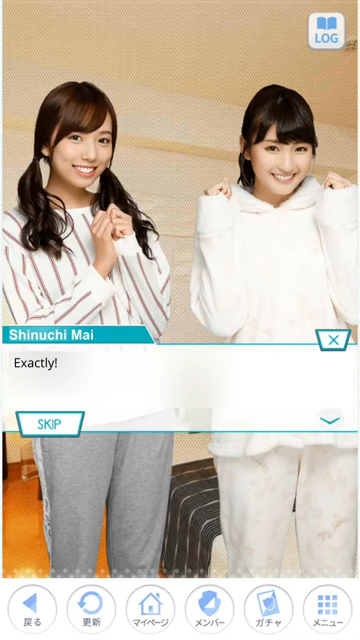 LOG
Shinuchi Mai
Exactly!
SKIP
戻る
更新
マイページ
メンバー
ガチャ
メニュー